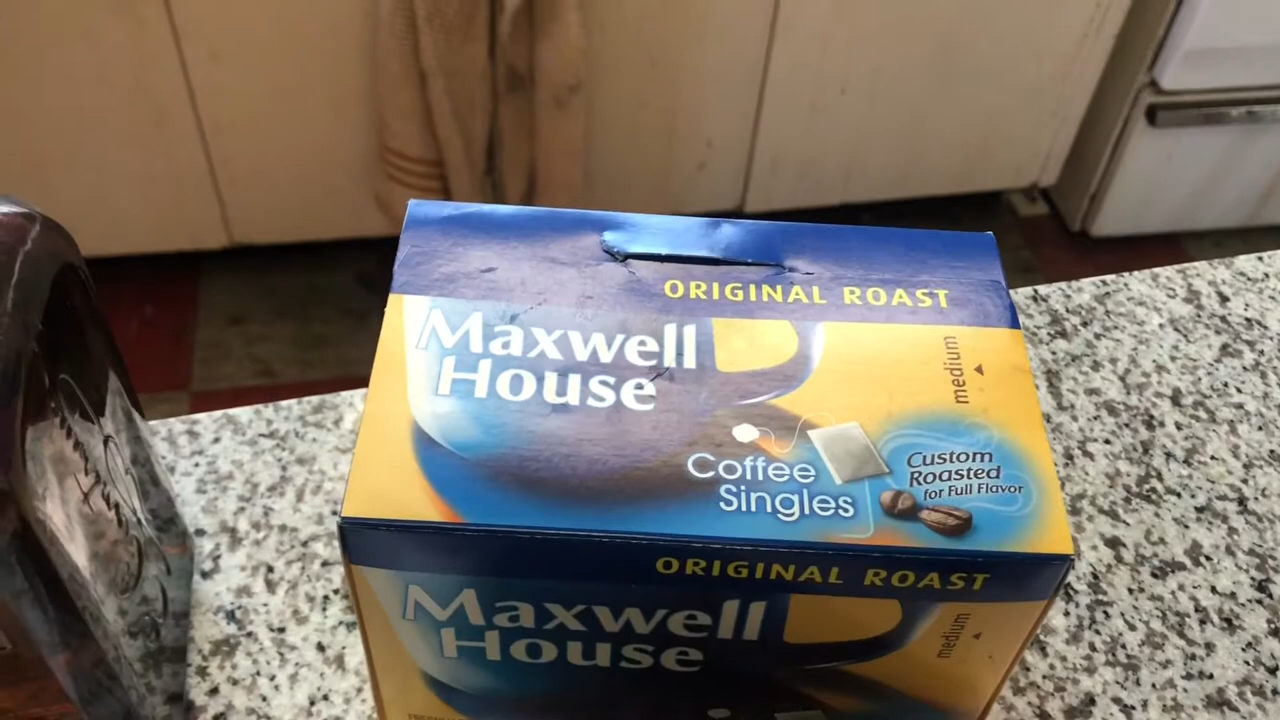 ORIGINAL ROAST
Maxwell
House
medium
Coffee
Singles
Custom
Roasted
for Full Flavor
ORIGINAL ROAST
Maxwell
House
medium